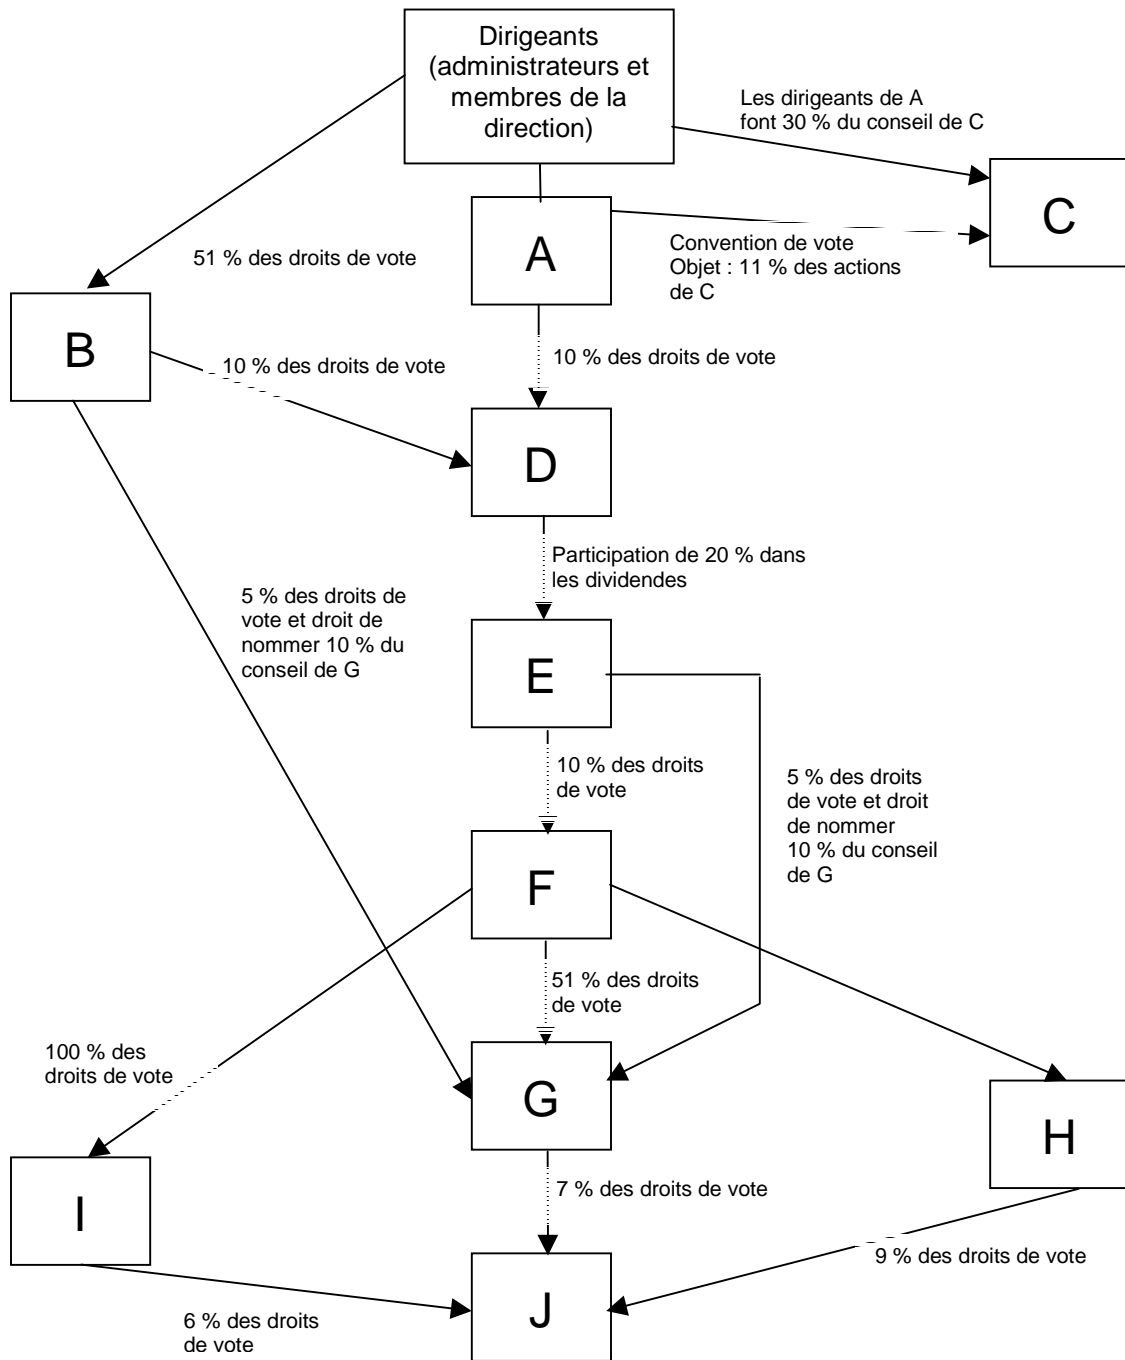 Dirigeants
(administrateurs et
membres de la
direction)
Les dirigeants de A
font 30 % du conseil de C
C
A
Convention de vote
Objet : 11 % des actions
de C
51 % des droits de vote
B
10 % des droits de vote
10 % des droits de vote
D
Participation de 20 % dans
les dividendes
5 % des droits de
vote et droit de
nommer 10 % du
conseil de G
E
10 % des droits
de vote
5 % des droits
de vote et droit
de nommer
10 % du conseil
de G
F
51 % des droits
de vote
100 % des
droits de vote
G
H
I
7 % des droits de vote
9 % des droits de vote
J
6 % des droits
de vote